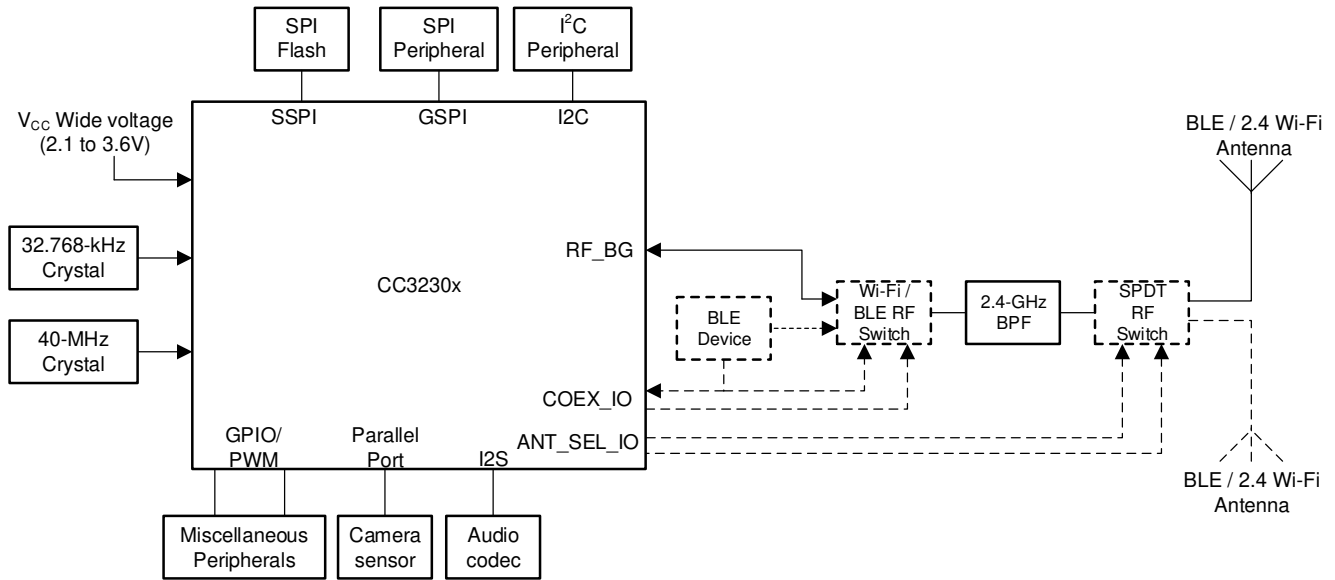 SPI
Flash
SPI
Peripheral
I²C
Peripheral
SSPI
GSPI
I2C
V_CC Wide voltage
(2.1 to 3.6V)
BLE / 2.4 Wi-Fi
Antenna
32.768-kHz
Crystal
RF_BG
CC3230x
40-MHz
Crystal
BLE
Device
Wi-Fi /
BLE RF
Switch
2.4-GHz
BPF
SPDT
RF
Switch
COEX_IO
ANT_SEL_IO
GPIO/
PWM
Parallel
Port
I2S
BLE / 2.4 Wi-Fi
Antenna
Miscellaneous
Peripherals
Camera
sensor
Audio
codec